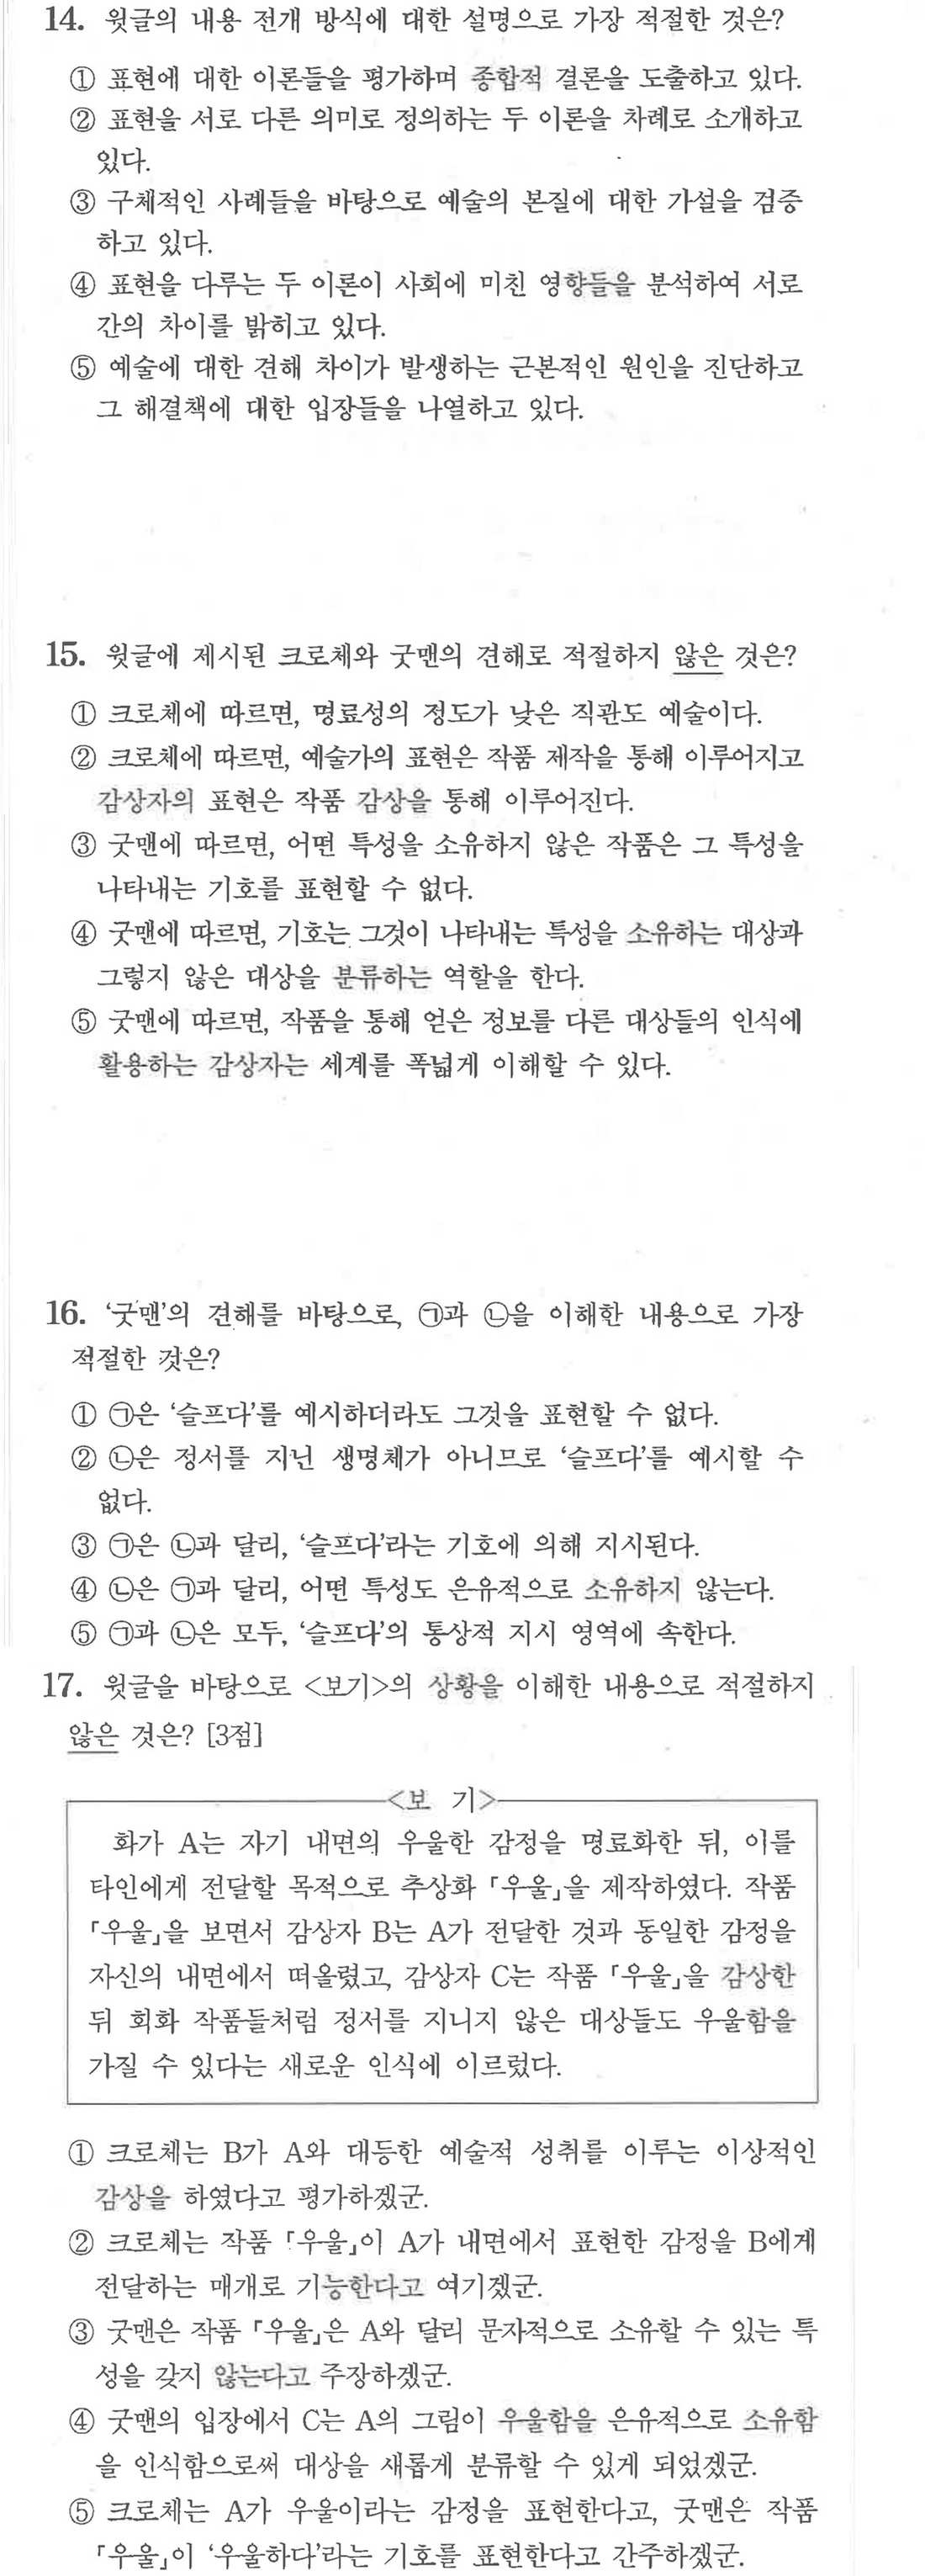 14. 윗글의 내용 전개 방식에 대한 설명으로 가장 적절한 것은?
① 표현에 대한 이론들을 평가하며 종합적 결론을 도출하고 있다.
② 표현을 서로 다른 의미로 정의하는 두 이론을 차례로 소개하고
있다.
③ 구체적인 사례들을 바탕으로 예술의 본질에 대한 가설을 검증
하고 있다.
④ 표현을 다루는 두 이론이 사회에 미친 영향들을 분석하여 서로
간의 차이를 밝히고 있다.
⑤ 예술에 대한 견해 차이가 발생하는 근본적인 원인을 진단하고
그 해결책에 대한 입장들을 나열하고 있다.
15. 윗글에 제시된 크로체와 굿맨의 견해로 적절하지 않은 것은?
① 크로체에 따르면, 명료성의 정도가 낮은 직관도 예술이다.
② 크로체에 따르면, 예술가의 표현은 작품 제작을 통해 이루어지고
감상자의 표현은 작품 감상을 통해 이루어진다.
③ 굿맨에 따르면, 어떤 특성을 소유하지 않은 작품은 그 특성을
나타내는 기호를 표현할 수 없다.
④ 굿맨에 따르면, 기호는 그것이 나타내는 특성을 소유하는 대상과
그렇지 않은 대상을 분류하는 역할을 한다.
⑤ 굿맨에 따르면, 작품을 통해 얻은 정보를 다른 대상들의 인식에
활용하는 감상자는 세계를 폭넓게 이해할 수 있다.
16. ‘굿맨’의 견해를 바탕으로, ㉠과 ㉡을 이해한 내용으로 가장
적절한 것은?
① ㉠은 ‘슬프다’를 예시하더라도 그것을 표현할 수 없다.
② ㉡은 정서를 지닌 생명체가 아니므로 ‘슬프다’를 예시할 수
없다.
③ ㉠은 ㉡과 달리, ‘슬프다’라는 기호에 의해 지시된다.
④ ㉡은 ㉠과 달리, 어떤 특성도 은유적으로 소유하지 않는다.
⑤ ㉠과 ㉡은 모두, ‘슬프다’의 통상적 지시 영역에 속한다.
17. 윗글을 바탕으로 <보기>의 상황을 이해한 내용으로 적절하지
않은 것은? [3점]
<보 기>
화가 A는 자기 내면의 우울한 감정을 명료화한 뒤, 이를
타인에게 전달할 목적으로 추상화 「우울」을 제작하였다. 작품
「우울」을 보면서 감상자 B는 A가 전달한 것과 동일한 감정을
자신의 내면에서 떠올렸고, 감상자 C는 작품 「우울」을 감상한
뒤 회화 작품들처럼 정서를 지니지 않은 대상들도 우울함을
가질 수 있다는 새로운 인식에 이르렀다.
① 크로체는 B가 A와 대등한 예술적 성취를 이루는 이상적인
감상을 하였다고 평가하겠군.
② 크로체는 작품 「우울」이 A가 내면에서 표현한 감정을 B에게
전달하는 매개로 기능한다고 여기겠군.
③ 굿맨은 작품 「우울」은 A와 달리 문자적으로 소유할 수 있는 특
성을 갖지 않는다고 주장하겠군.
④ 굿맨의 입장에서 C는 A의 그림이 우울함을 은유적으로 소유함
을 인식함으로써 대상을 새롭게 분류할 수 있게 되었겠군.
⑤ 크로체는 A가 우울이라는 감정을 표현한다고, 굿맨은 작품
「우울」이 ‘우울하다’라는 기호를 표현한다고 간주하겠군.